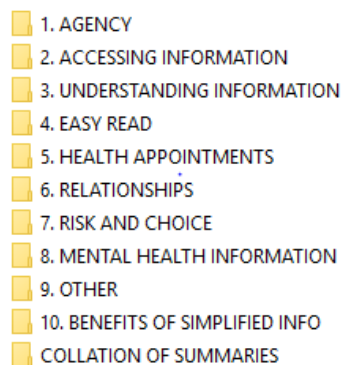 1. AGENCY
2. ACCESSING INFORMATION
3. UNDERSTANDING INFORMATION
4. EASY READ
5. HEALTH APPOINTMENTS
6. RELATIONSHIPS
7. RISK AND CHOICE
8. MENTAL HEALTH INFORMATION
9. OTHER
10. BENEFITS OF SIMPLIFIED INFO
COLLATION OF SUMMARIES